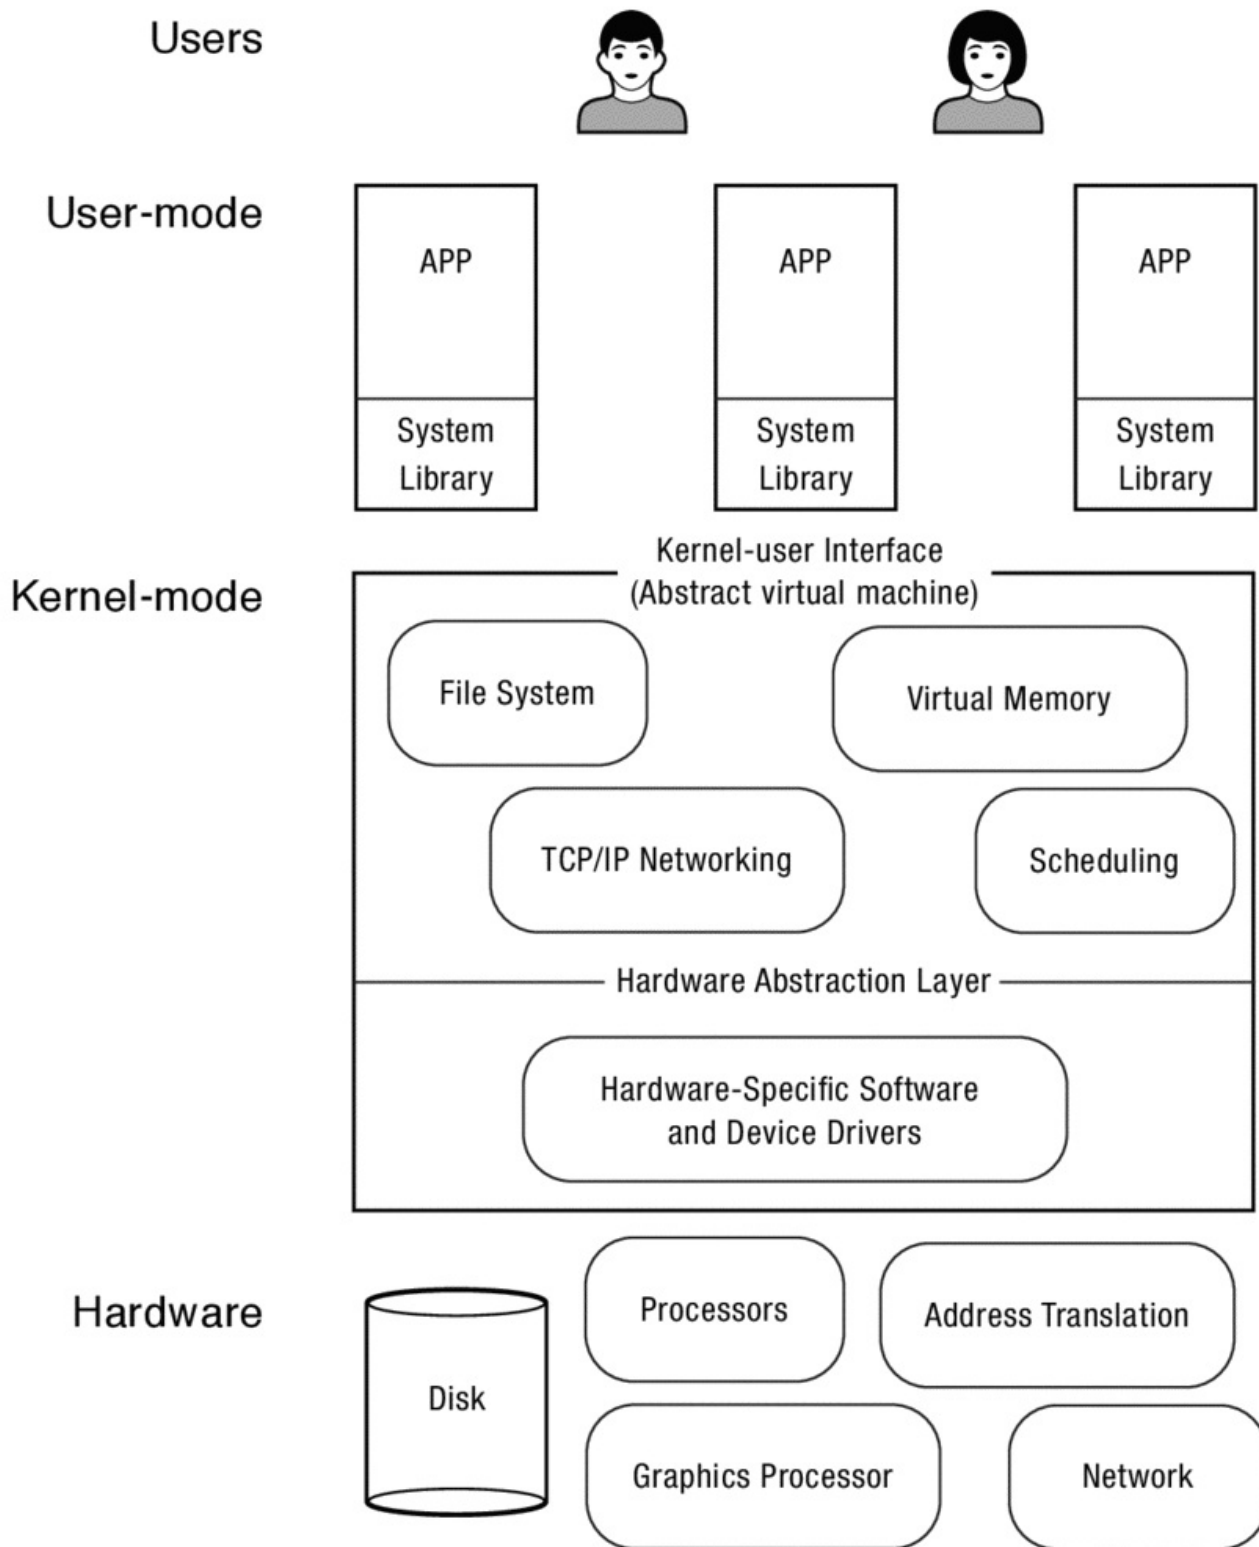 Users
User-mode
APP
APP
APP
System
Library
System
Library
System
Library
Kernel-mode
Kernel-user Interface
(Abstract virtual machine)
File System
Virtual Memory
TCP/IP Networking
Scheduling
Hardware Abstraction Layer
Hardware-Specific Software
and Device Drivers
Hardware
Disk
Processors
Address Translation
Graphics Processor
Network